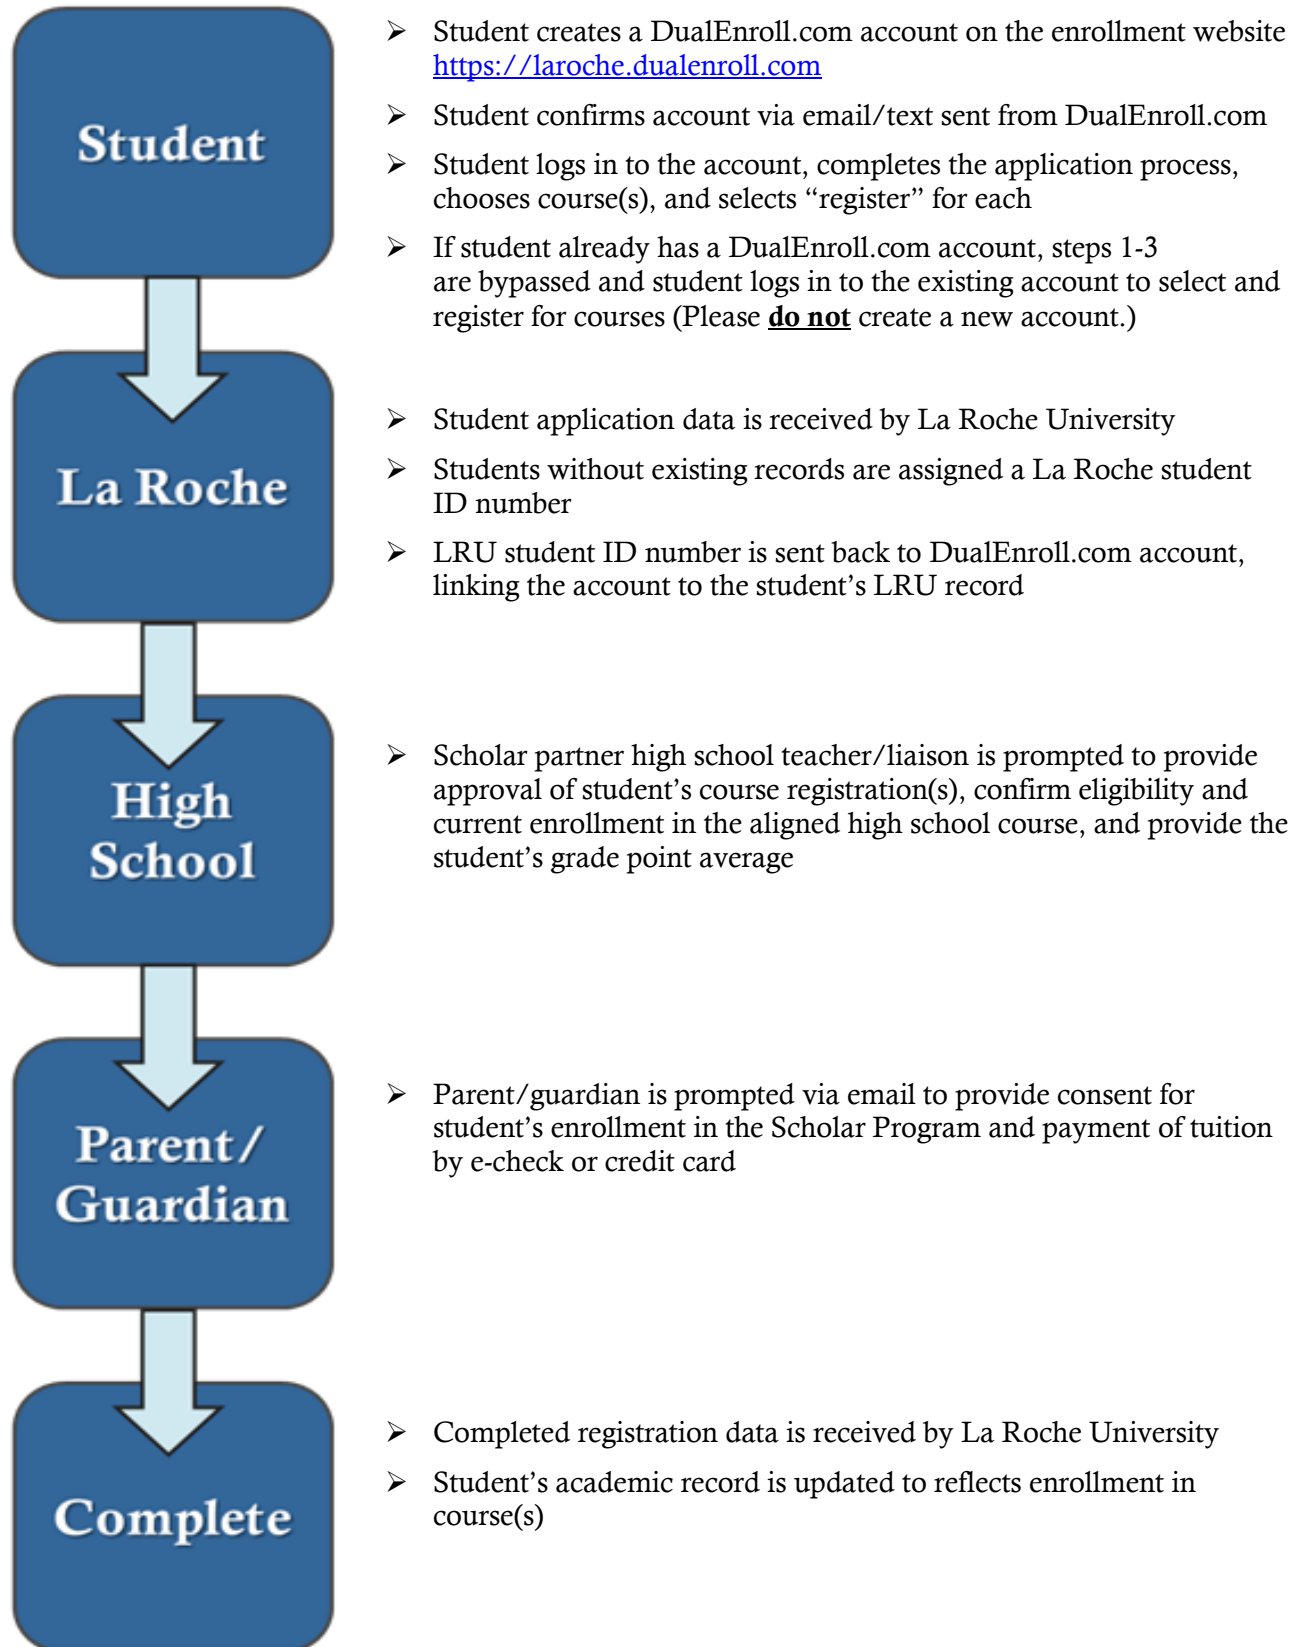 Student
➢ Student creates a DualEnroll.com account on the enrollment website
https://laroche.dualenroll.com
➢ Student confirms account via email/text sent from DualEnroll.com
➢ Student logs in to the account, completes the application process,
chooses course(s), and selects “register” for each
➢ If student already has a DualEnroll.com account, steps 1-3
are bypassed and student logs in to the existing account to select and
register for courses (Please do not create a new account.)
La Roche
➢ Student application data is received by La Roche University
➢ Students without existing records are assigned a La Roche student
ID number
➢ LRU student ID number is sent back to DualEnroll.com account,
linking the account to the student’s LRU record
High
School
➢ Scholar partner high school teacher/liaison is prompted to provide
approval of student’s course registration(s), confirm eligibility and
current enrollment in the aligned high school course, and provide the
student’s grade point average
Parent/
Guardian
➢ Parent/guardian is prompted via email to provide consent for
student’s enrollment in the Scholar Program and payment of tuition
by e-check or credit card
Complete
➢ Completed registration data is received by La Roche University
➢ Student’s academic record is updated to reflects enrollment in
course(s)